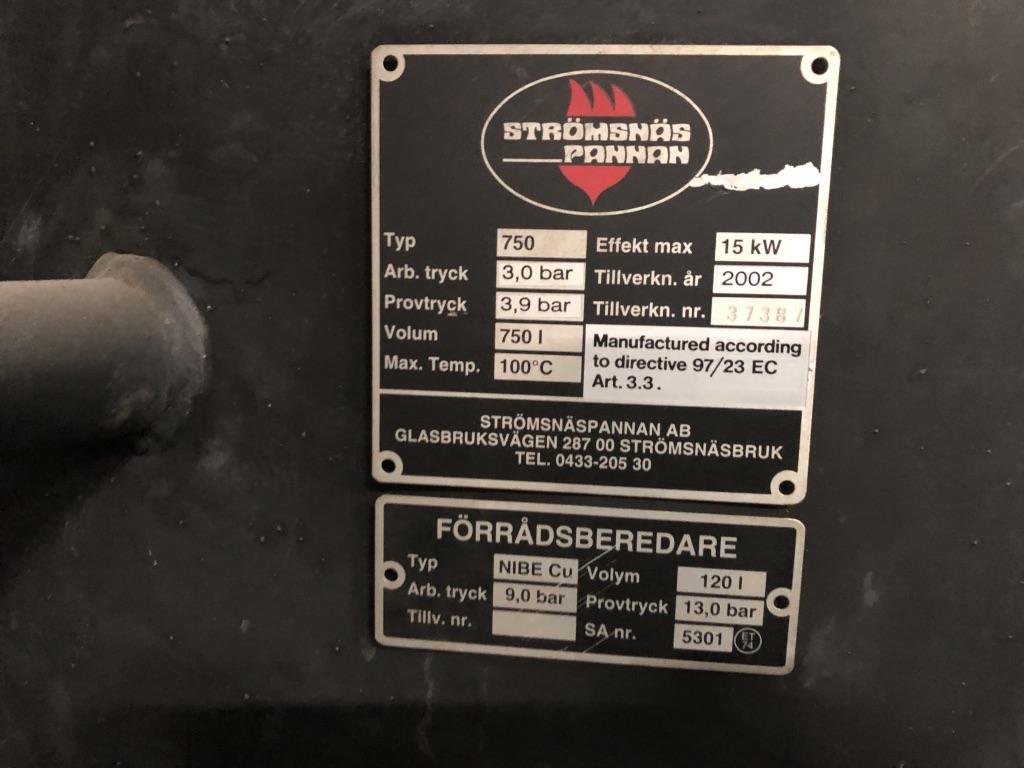 STRÖMSNÄS
PANNAN
Typ 750 Effekt max 15 kW
Arb. tryck 3,0 bar Tillverkn. år 2002
Provtryck 3,9 bar Tillverkn. nr. 37387
Volum 750 l Manufactured according
to directive 97/23 EC
Max. Temp. 100°C Art. 3.3.
STRÖMSNÄSPANNAN AB
GLASBRUKSVÄGEN 287 00 STRÖMSNÄSBRUK
TEL. 0433-205 30
FÖRRÅDSBEREDARE
Typ NIBE Cu Volym 120 l
Arb. tryck 9,0 bar Provtryck 13,0 bar
Tillv. nr. SA nr. 5301 ET
74